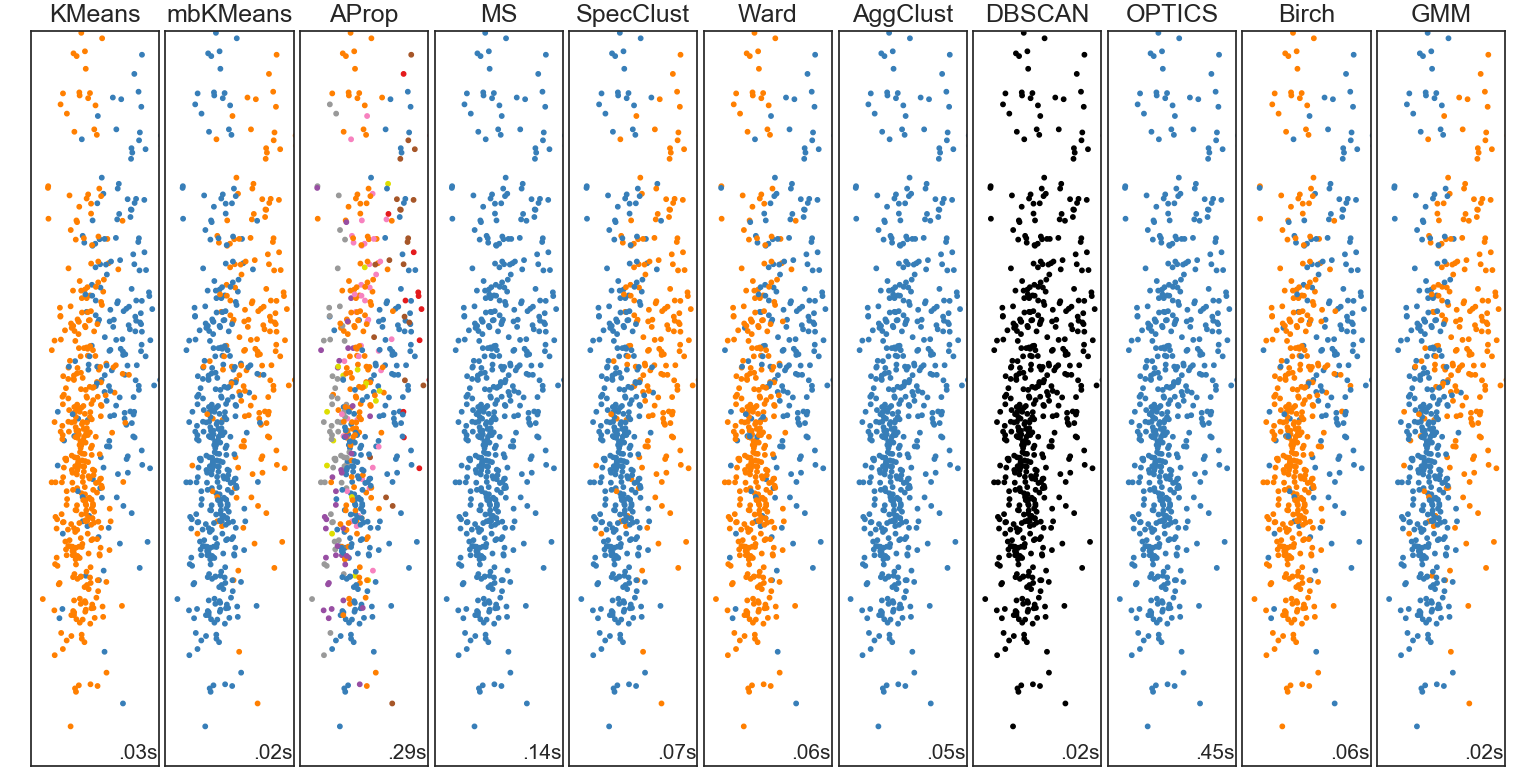 KMeans mbKMeans AProp MS SpecClust Ward AggClust DBSCAN OPTICS Birch GMM
.03s .02s .29s .14s .07s .06s .05s .02s .45s .06s .02s